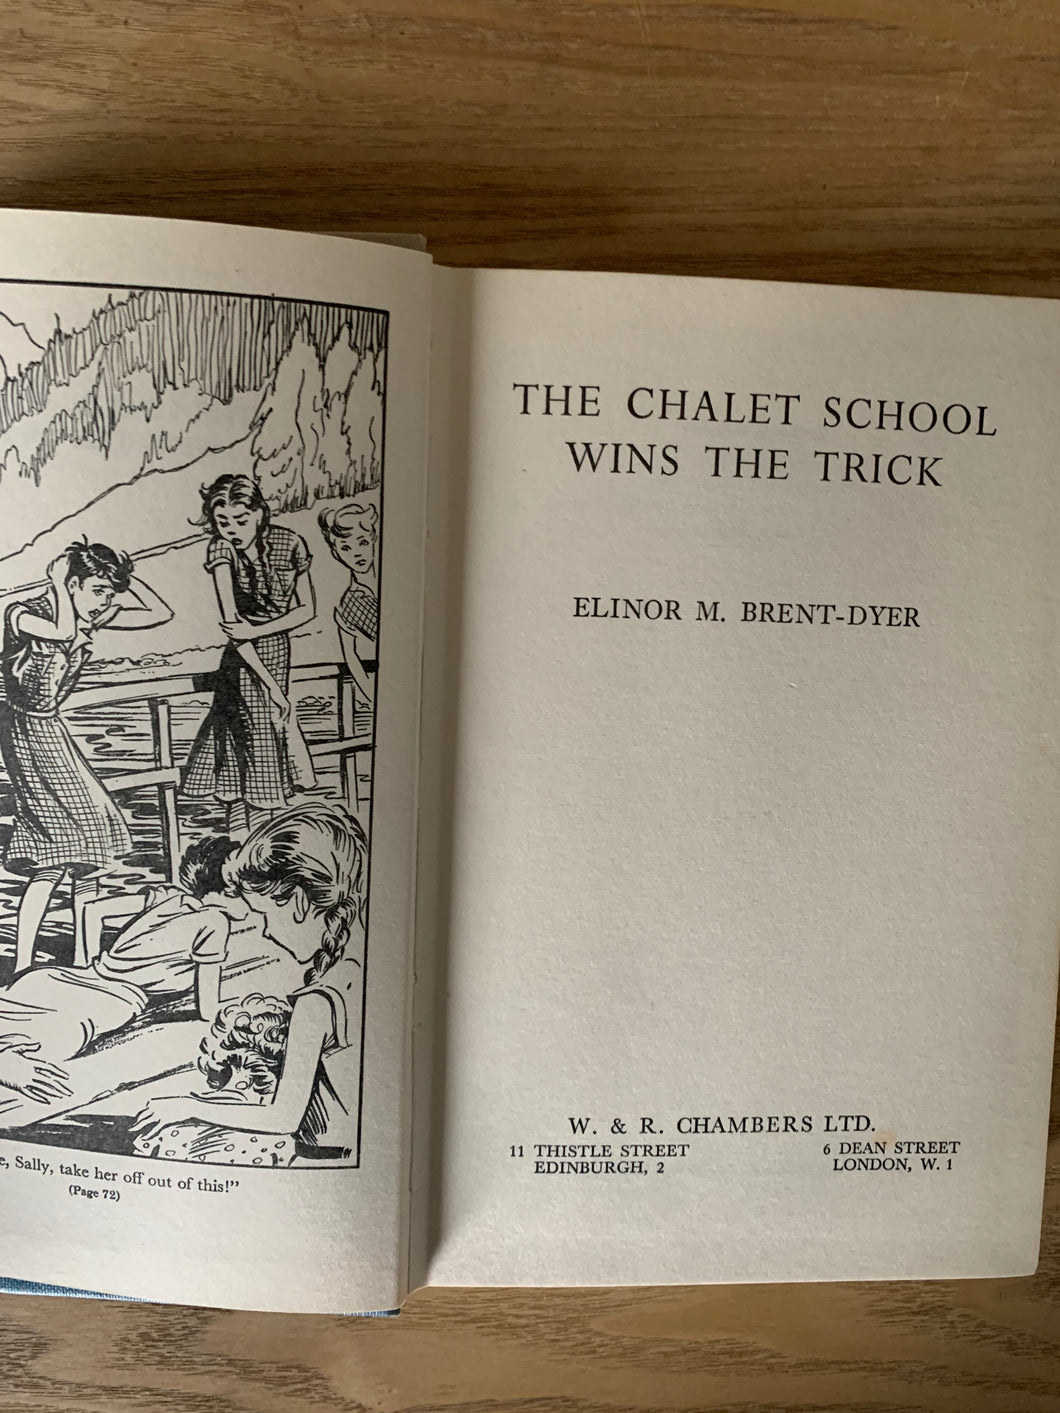 Sally, take her off out of this!"
(Page 72)
THE CHALET SCHOOL
WINS THE TRICK
ELINOR M. BRENT-DYER
W. & R. CHAMBERS LTD.
11 THISTLE STREET
EDINBURGH, 2
6 DEAN STREET
LONDON, W. 1